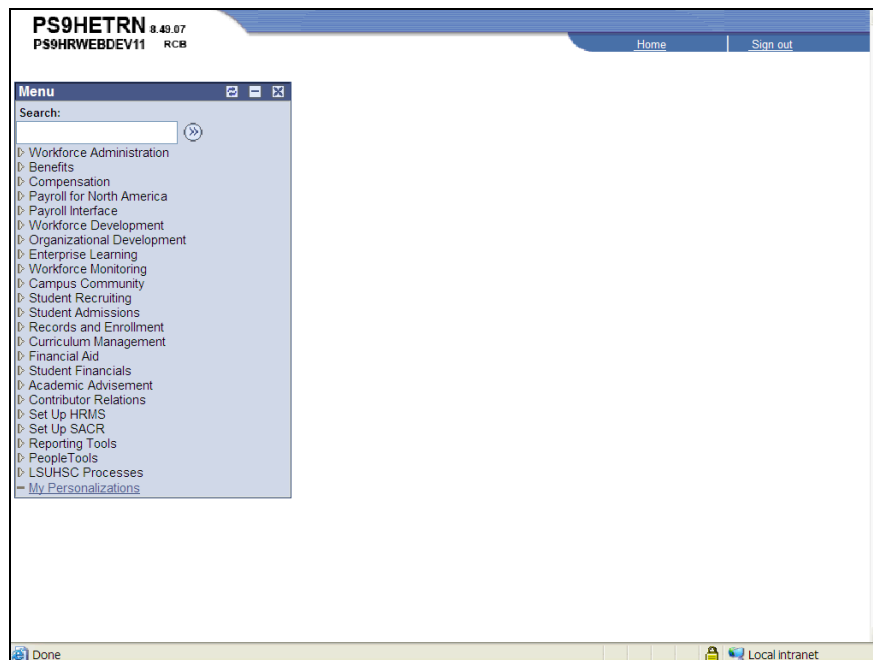 PS9HETRN 8.49.07
PS9HRWEBDEV11 RCB
Home Sign out
Menu
Search:
Workforce Administration
Benefits
Compensation
Payroll for North America
Payroll Interface
Workforce Development
Organizational Development
Enterprise Learning
Workforce Monitoring
Campus Community
Student Recruiting
Student Admissions
Records and Enrollment
Curriculum Management
Financial Aid
Student Financials
Academic Advisement
Contributor Relations
Set Up HRMS
Set Up SACR
Reporting Tools
PeopleTools
LSUHSC Processes
My Personalizations
Done Local intranet